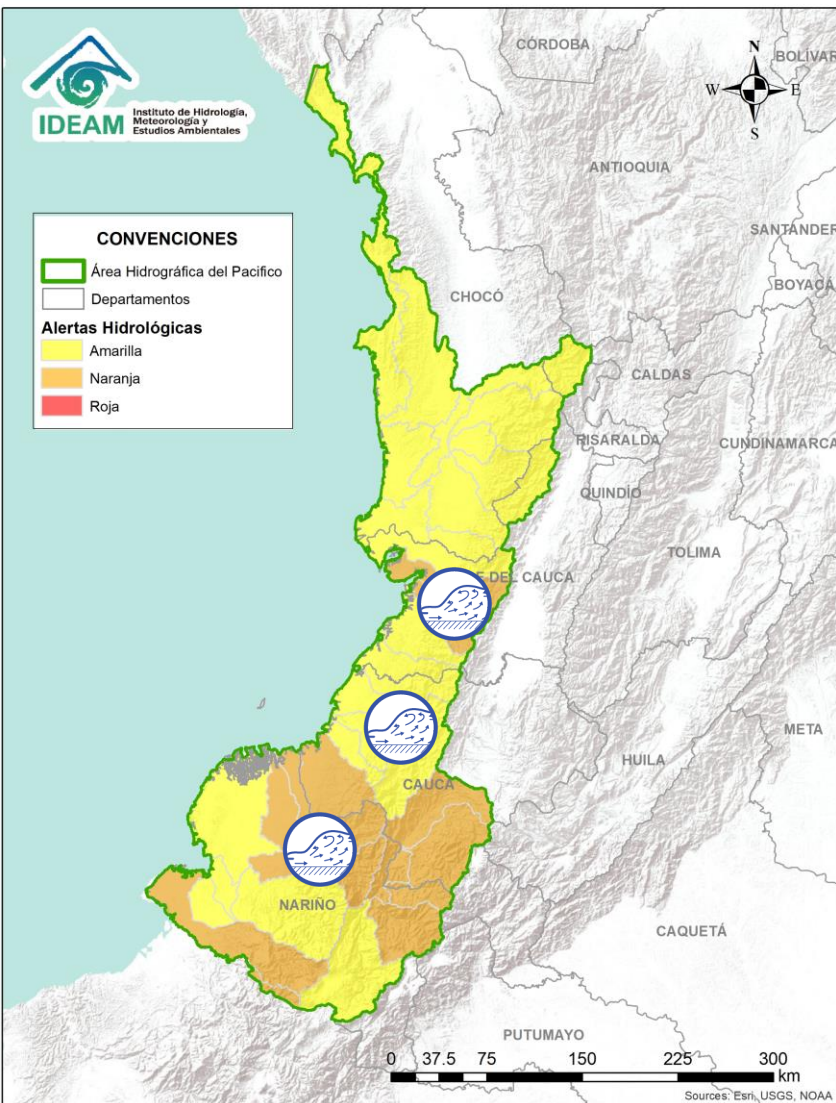 IDEAM
Instituto de Hidrología,
Meteorología y
Estudios Ambientales
CÓRDOBA
BOLÍVAR
N
W
E
S
ANTIOQUIA
SANTANDER
BOYACÁ
CONVENCIONES
Área Hidrográfica del Pacifico
Departamentos
Alertas Hidrológicas
Amarilla
Naranja
Roja
CHOCÓ
CALDAS
RISARALDA
CUNDINAMARCA
QUINDÍO
TOLIMA
E DEL CAUCA
META
HUILA
CAUCA
NARIÑO
CAQUETÁ
PUTUMAYO
0 37.5 75 150 225 300
km
Sources: Esri, USGS, NOAA